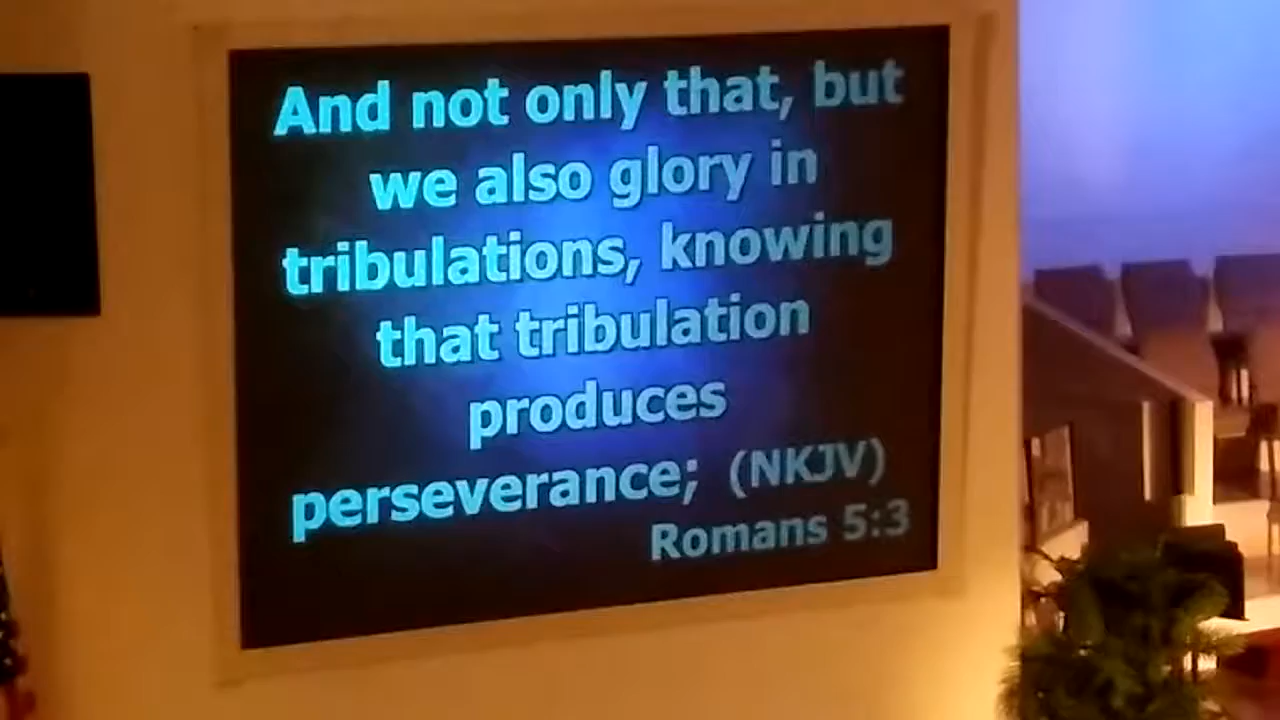 And not only that, but
we also glory in
tribulations, knowing
that tribulation
produces
perseverance; (NKJV)
Romans 5:3